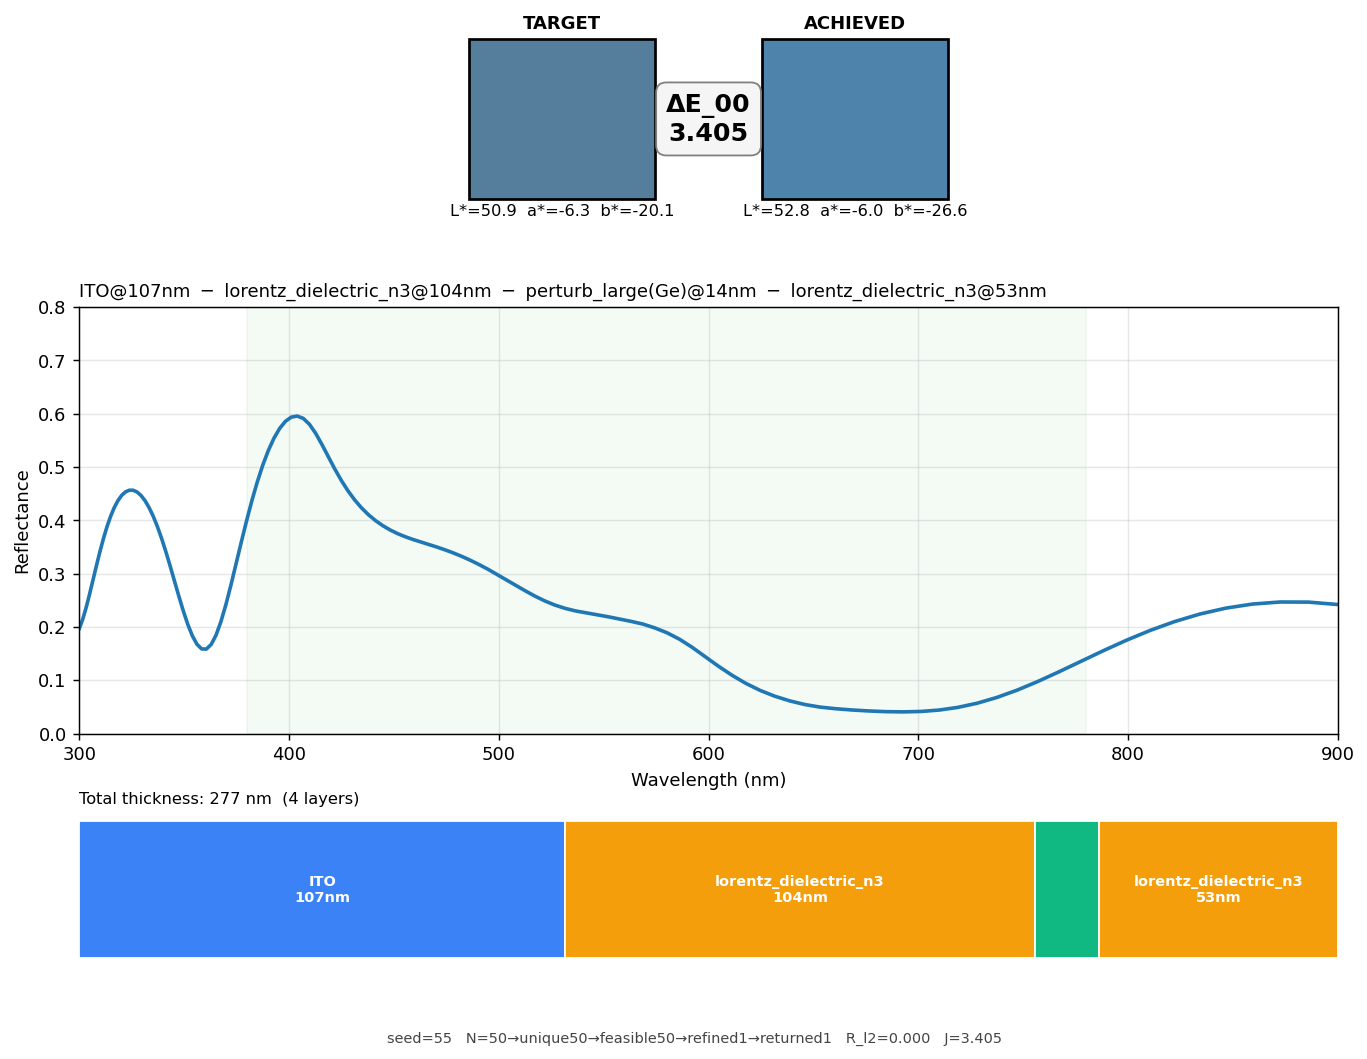 TARGET
ACHIEVED
ΔE_00
3.405
L*=50.9  a*=-6.3  b*=-20.1
L*=52.8  a*=-6.0  b*=-26.6
ITO@107nm − lorentz_dielectric_n3@104nm − perturb_large(Ge)@14nm − lorentz_dielectric_n3@53nm
0.8
0.7
0.6
0.5
0.4
0.3
0.2
0.1
0.0
Reflectance
300 400 500 600 700 800 900
Wavelength (nm)
Total thickness: 277 nm  (4 layers)
ITO
107nm
lorentz_dielectric_n3
104nm
lorentz_dielectric_n3
53nm
seed=55   N=50→unique50→feasible50→refined1→returned1   R_l2=0.000   J=3.405